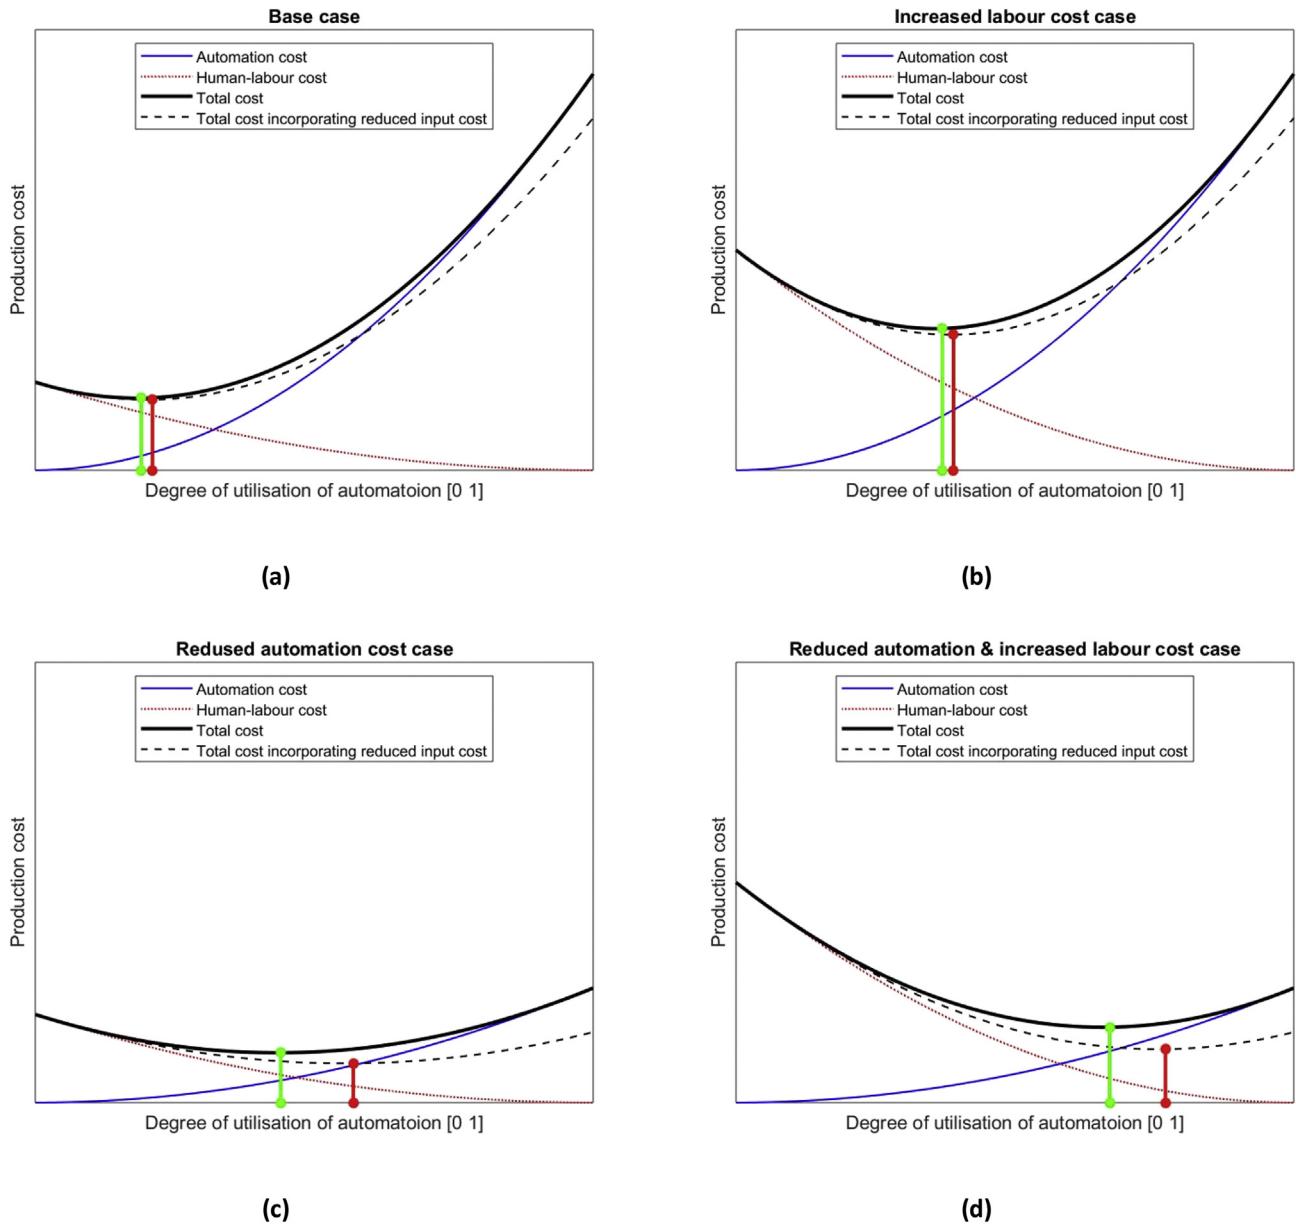 Base case
Automation cost
Human-labour cost
Total cost
Total cost incorporating reduced input cost
Production cost
Degree of utilisation of automatoion [0 1]
(a)
Increased labour cost case
Automation cost
Human-labour cost
Total cost
Total cost incorporating reduced input cost
Production cost
Degree of utilisation of automatoion [0 1]
(b)
Redused automation cost case
Automation cost
Human-labour cost
Total cost
Total cost incorporating reduced input cost
Production cost
Degree of utilisation of automatoion [0 1]
(c)
Reduced automation & increased labour cost case
Automation cost
Human-labour cost
Total cost
Total cost incorporating reduced input cost
Production cost
Degree of utilisation of automatoion [0 1]
(d)